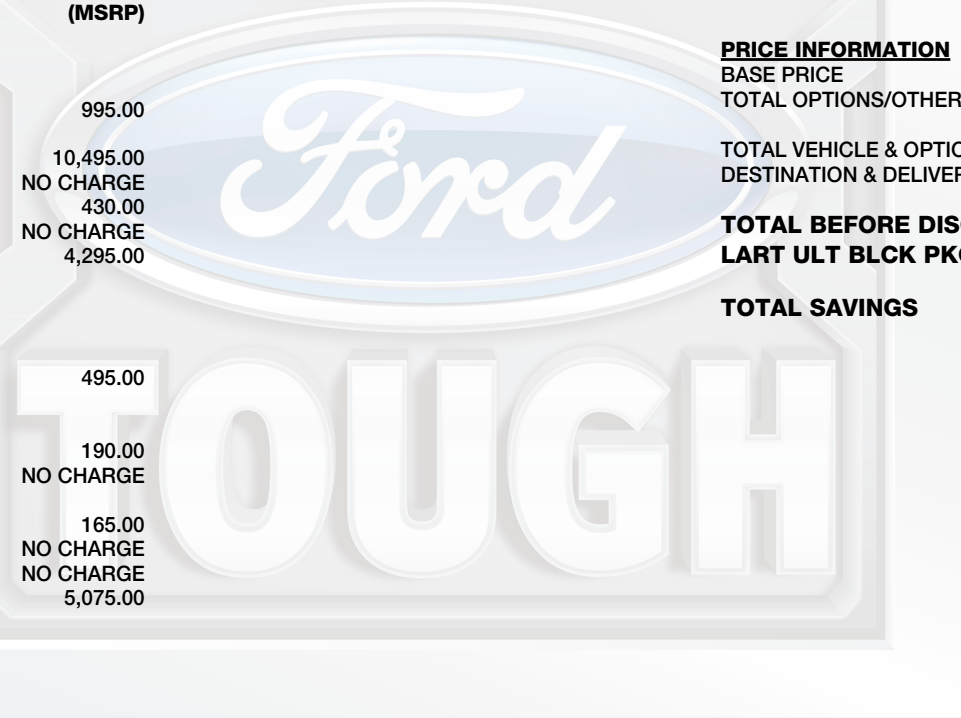 (MSRP)
995.00
10,495.00
NO CHARGE
430.00
NO CHARGE
4,295.00
495.00
190.00
NO CHARGE
165.00
NO CHARGE
NO CHARGE
5,075.00
PRICE INFORMATION
BASE PRICE
TOTAL OPTIONS/OTHER
TOTAL VEHICLE & OPTIO
DESTINATION & DELIVER
TOTAL BEFORE DIS
LART ULT BLCK PK
TOTAL SAVINGS
Ford
TOUGH